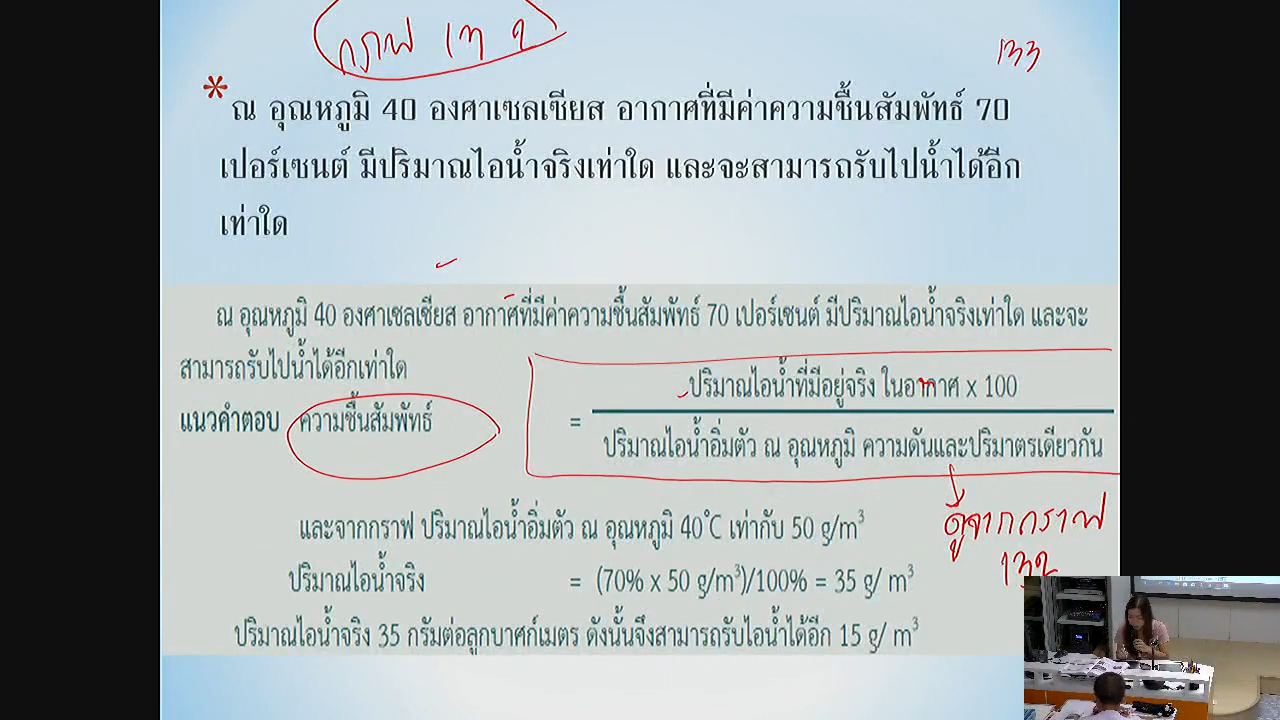 กราฟ 132
133
* ณ อุณหภูมิ 40 องศาเซลเซียส อากาศที่มีค่าความชื้นสัมพัทธ์ 70
เปอร์เซนต์ มีปริมาณไอน้ำจริงเท่าใด และจะสามารถรับไปน้ำได้อีก
เท่าใด
ณ อุณหภูมิ 40 องศาเซลเซียส อากาศที่มีค่าความชื้นสัมพัทธ์ 70 เปอร์เซนต์ มีปริมาณไอน้ำจริงเท่าใด และจะ
สามารถรับไปน้ำได้อีกเท่าใด
ปริมาณไอน้ำที่มีอยู่จริง ในอากาศ x 100
แนวคำตอบ ความชื้นสัมพัทธ์ =
ปริมาณไอน้ำอิ่มตัว ณ อุณหภูมิ ความดันและปริมาตรเดียวกัน
ดูจากกราฟ
132
และจากกราฟ ปริมาณไอน้ำอิ่มตัว ณ อุณหภูมิ 40°C เท่ากับ 50 g/m³
ปริมาณไอน้ำจริง = (70% x 50 g/m³)/100% = 35 g/ m³
ปริมาณไอน้ำจริง 35 กรัมต่อลูกบาศก์เมตร ดังนั้นจึงสามารถรับไอน้ำได้อีก 15 g/ m³